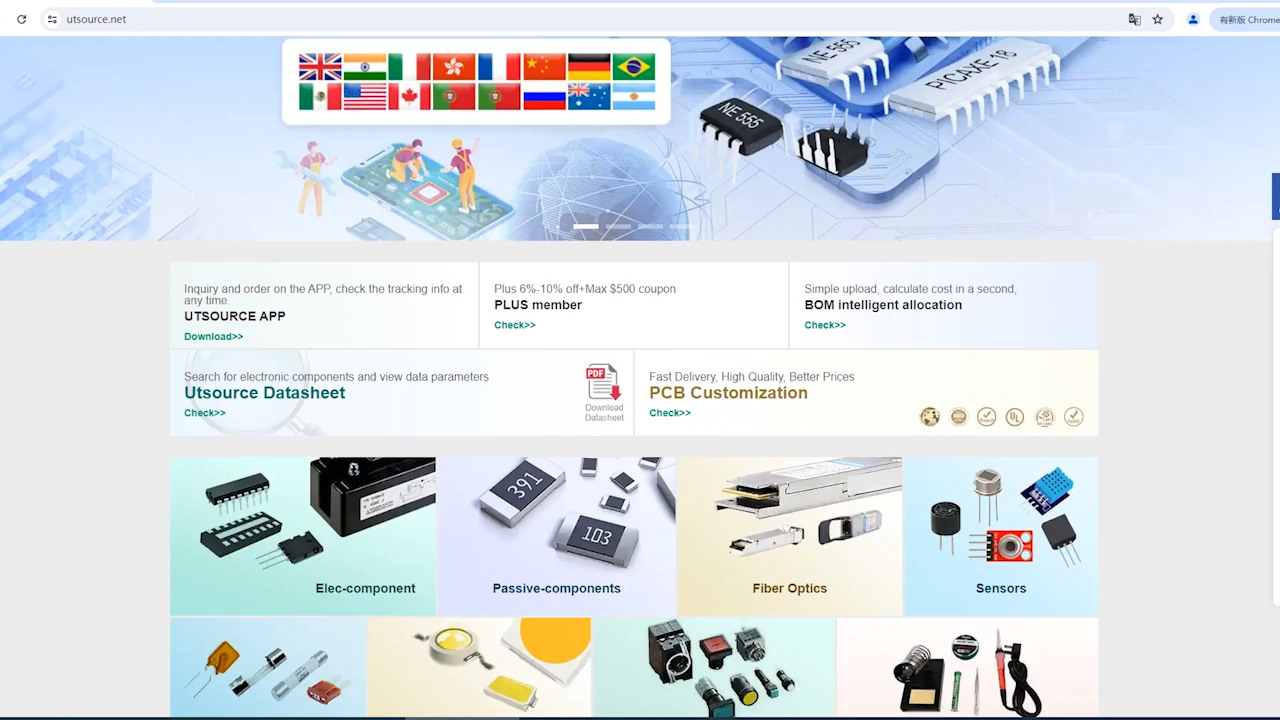 utsource.net
有新版 Chrome
NE 555
PICAXE-18
NE 555
Inquiry and order on the APP, check the tracking info at
any time.
UTSOURCE APP
Download>>
Plus 6%-10% off+Max $500 coupon
PLUS member
Check>>
Simple upload, calculate cost in a second,
BOM intelligent allocation
Check>>
Search for electronic components and view data parameters
Utsource Datasheet
Check>>
PDF
Download
Datasheet
Fast Delivery, High Quality, Better Prices
PCB Customization
Check>>
UL
391
103
Elec-component
Passive-components
Fiber Optics
Sensors